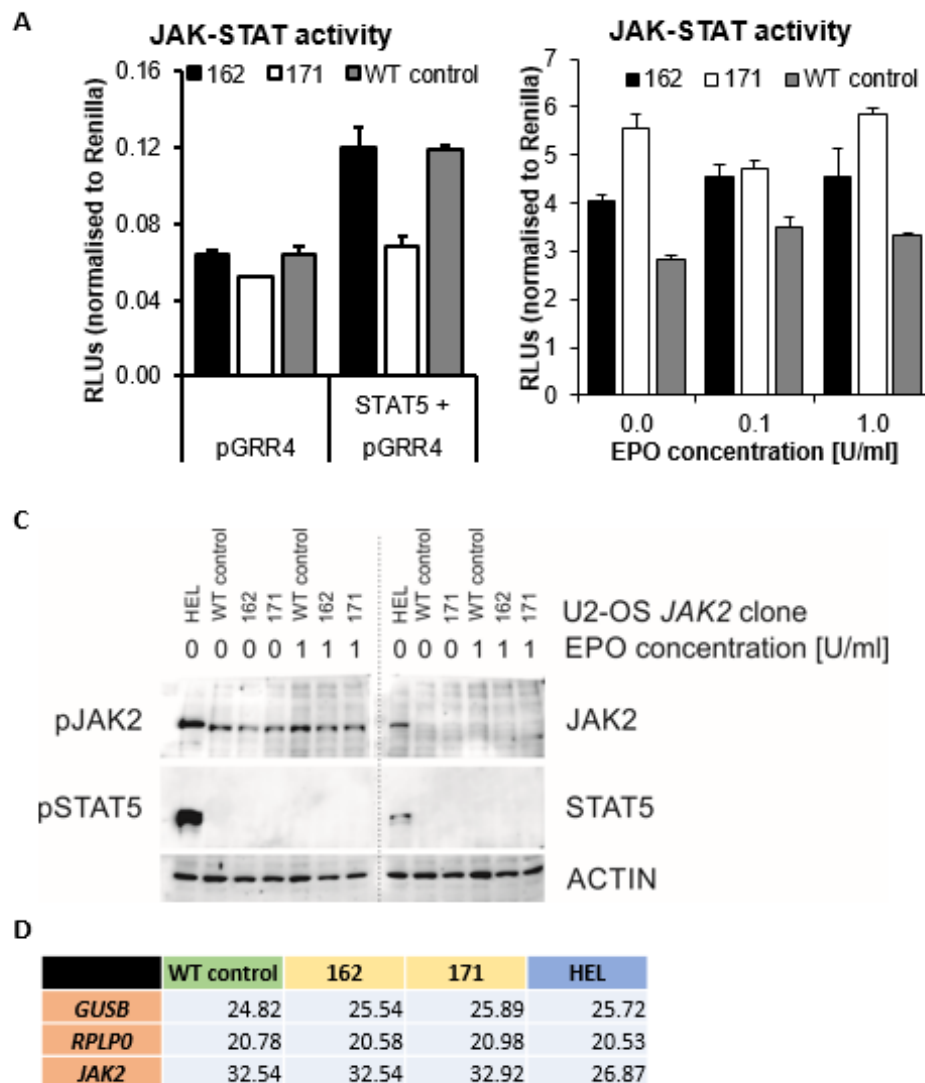 A
JAK-STAT activity
162 171 WT control
RLUs (normalised to Renilla)
0.16
0.12
0.08
0.04
0.00
pGRR4
STAT5 +
pGRR4
JAK-STAT activity
162 171 WT control
RLUs (normalised to Renilla)
7
6
5
4
3
2
1
0
0.0 0.1 1.0
EPO concentration [U/ml]
C
HEL WT control 162 171 WT control 162 171 HEL WT control 171 WT control 162 171
U2-OS JAK2 clone
0 0 0 0 1 1 1 0 0 0 1 1 1
EPO concentration [U/ml]
pJAK2 JAK2
pSTAT5 STAT5
ACTIN
D
WT control 162 171 HEL
GUSB 24.82 25.54 25.89 25.72
RPLP0 20.78 20.58 20.98 20.53
JAK2 32.54 32.54 32.92 26.87